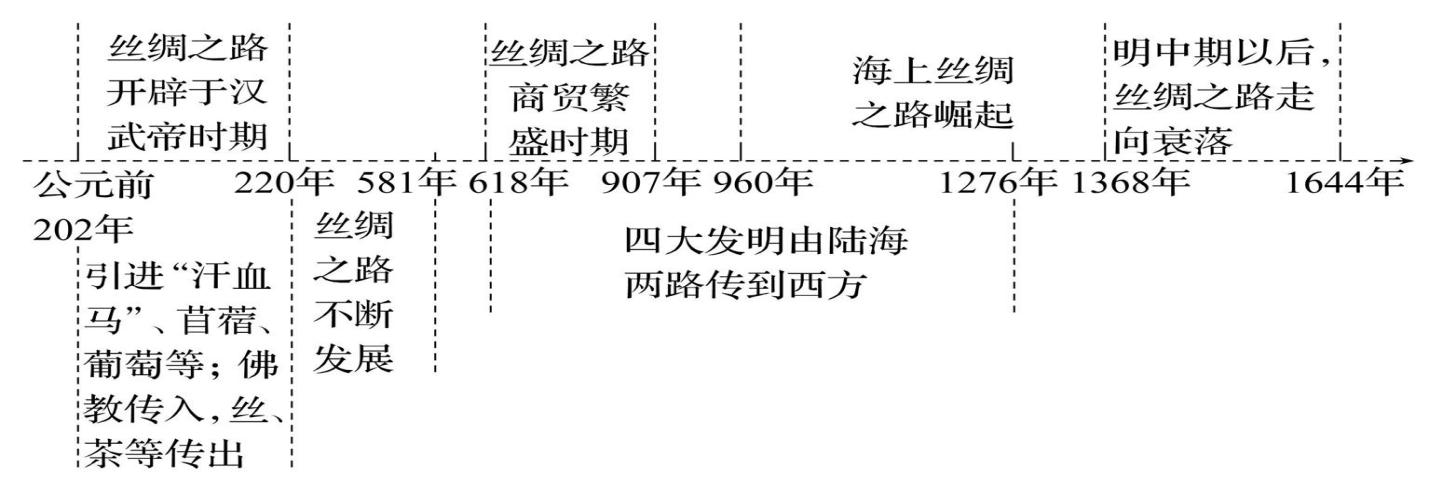 丝绸之路
开辟于汉
武帝时期
丝绸之路
商贸繁
盛时期
海上丝绸
之路崛起
明中期以后,
丝绸之路走
向衰落
公元前
202年
220年
581年
618年
907年
960年
1276年
1368年
1644年
引进“汗血
马”、苜蓿、
葡萄等；佛
教传入,丝、
茶等传出
丝绸
之路
不断
发展
四大发明由陆海
两路传到西方